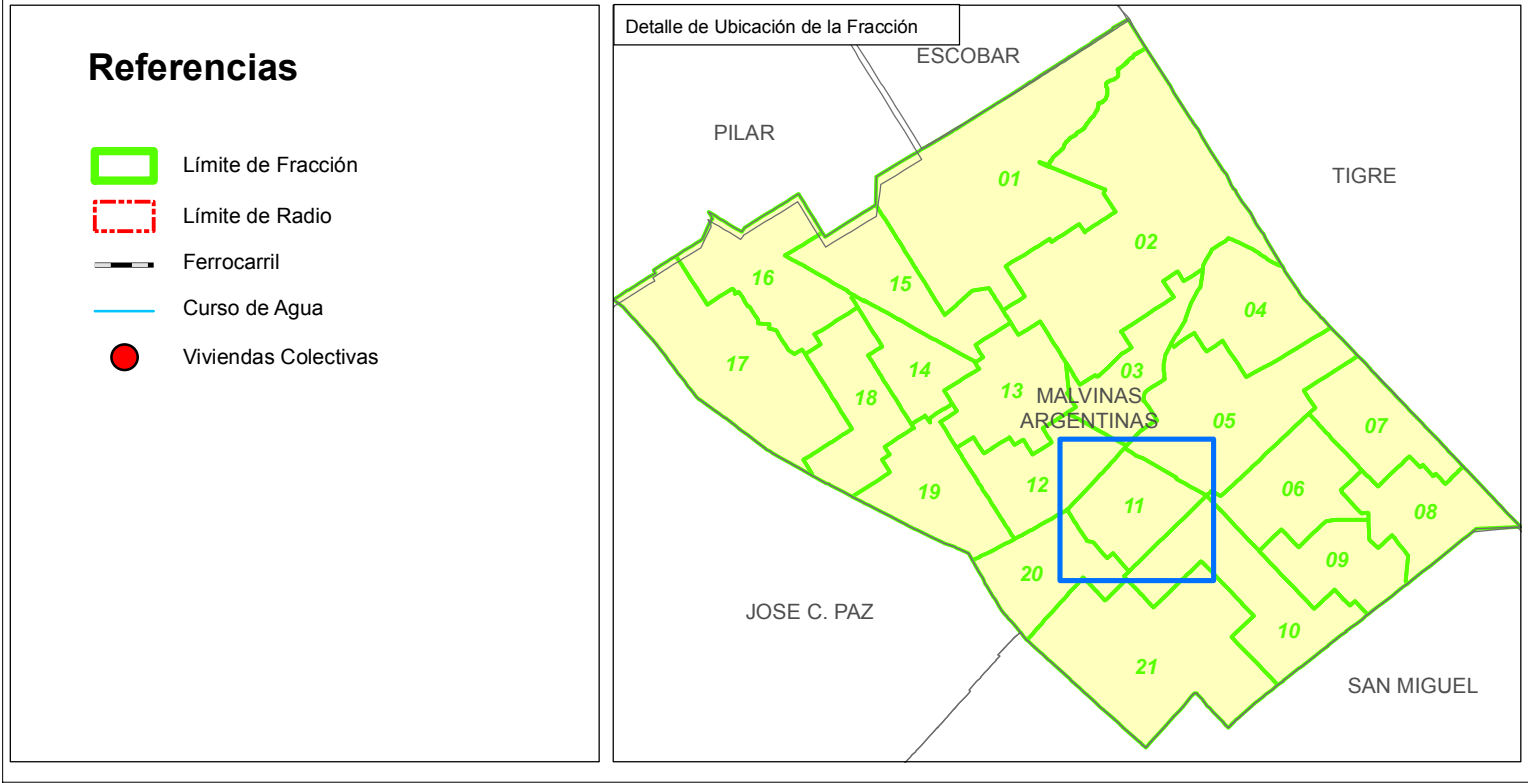 Referencias
Límite de Fracción
Límite de Radio
Ferrocarril
Curso de Agua
Viviendas Colectivas
Detalle de Ubicación de la Fracción
ESCOBAR
PILAR
TIGRE
01
02
16
15
04
17
14
03
13
18
MALVINAS
ARGENTINAS
05
07
12
19
06
11
08
09
20
JOSE C. PAZ
10
21
SAN MIGUEL